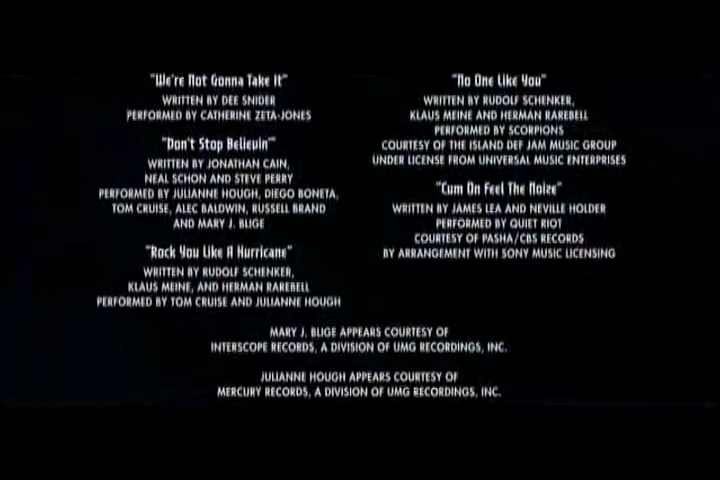 "We're Not Gonna Take It"
WRITTEN BY DEE SNIDER
PERFORMED BY CATHERINE ZETA-JONES
"Don't Stop Believin'"
WRITTEN BY JONATHAN CAIN,
NEAL SCHON AND STEVE PERRY
PERFORMED BY JULIANNE HOUGH, DIEGO BONETA,
TOM CRUISE, ALEC BALDWIN, RUSSELL BRAND
AND MARY J. BLIGE
"Rock You Like A Hurricane"
WRITTEN BY RUDOLF SCHENKER,
KLAUS MEINE, AND HERMAN RAREBELL
PERFORMED BY TOM CRUISE AND JULIANNE HOUGH
"No One Like You"
WRITTEN BY RUDOLF SCHENKER,
KLAUS MEINE AND HERMAN RAREBELL
PERFORMED BY SCORPIONS
COURTESY OF THE ISLAND DEF JAM MUSIC GROUP
UNDER LICENSE FROM UNIVERSAL MUSIC ENTERPRISES
"Cum On Feel The Noize"
WRITTEN BY JAMES LEA AND NEVILLE HOLDER
PERFORMED BY QUIET RIOT
COURTESY OF PASHA/CBS RECORDS
BY ARRANGEMENT WITH SONY MUSIC LICENSING
MARY J. BLIGE APPEARS COURTESY OF
INTERSCOPE RECORDS, A DIVISION OF UMG RECORDINGS, INC.
JULIANNE HOUGH APPEARS COURTESY OF
MERCURY RECORDS, A DIVISION OF UMG RECORDINGS, INC.